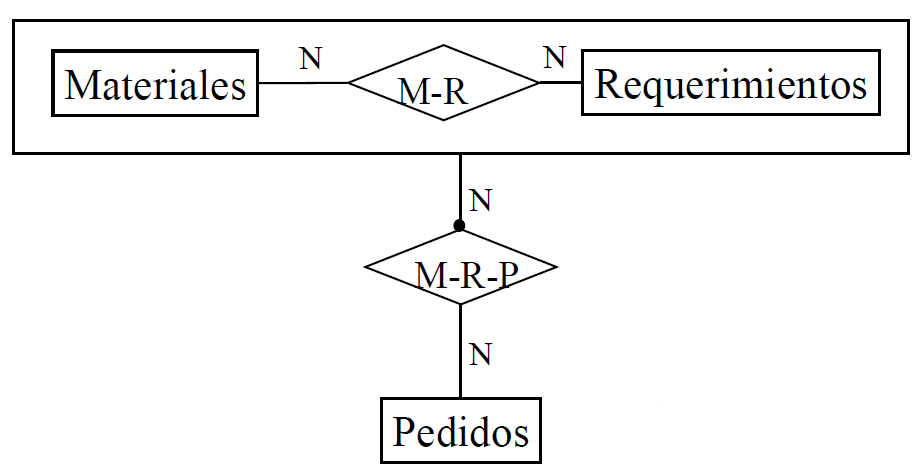 Materiales
N
M-R
N
Requerimientos
N
M-R-P
N
Pedidos